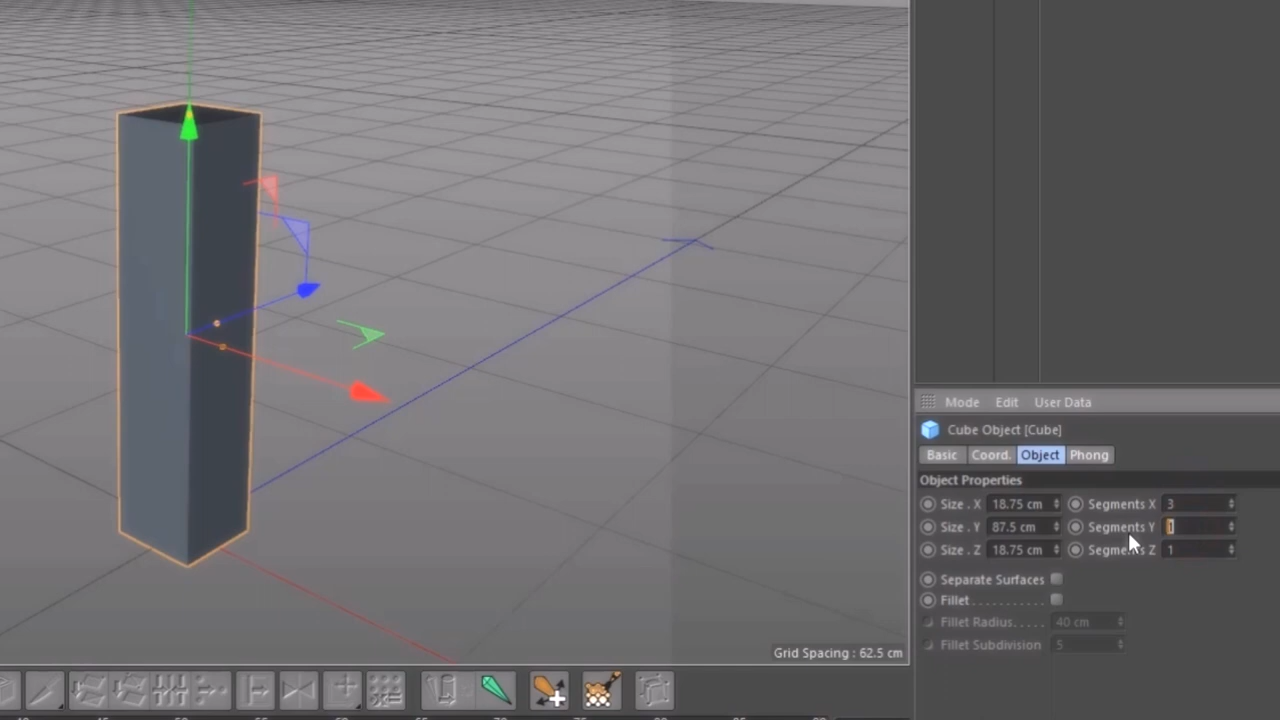 Grid Spacing : 62.5 cm
Mode Edit User Data
Cube Object [Cube]
Basic Coord. Object Phong
Object Properties
Size . X 18.75 cm Segments X 3
Size . Y 87.5 cm Segments Y 1
Size . Z 18.75 cm Segments Z 1
Separate Surfaces
Fillet . . . . . . . . . . .
Fillet Radius. . . . . 40 cm
Fillet Subdivision 5